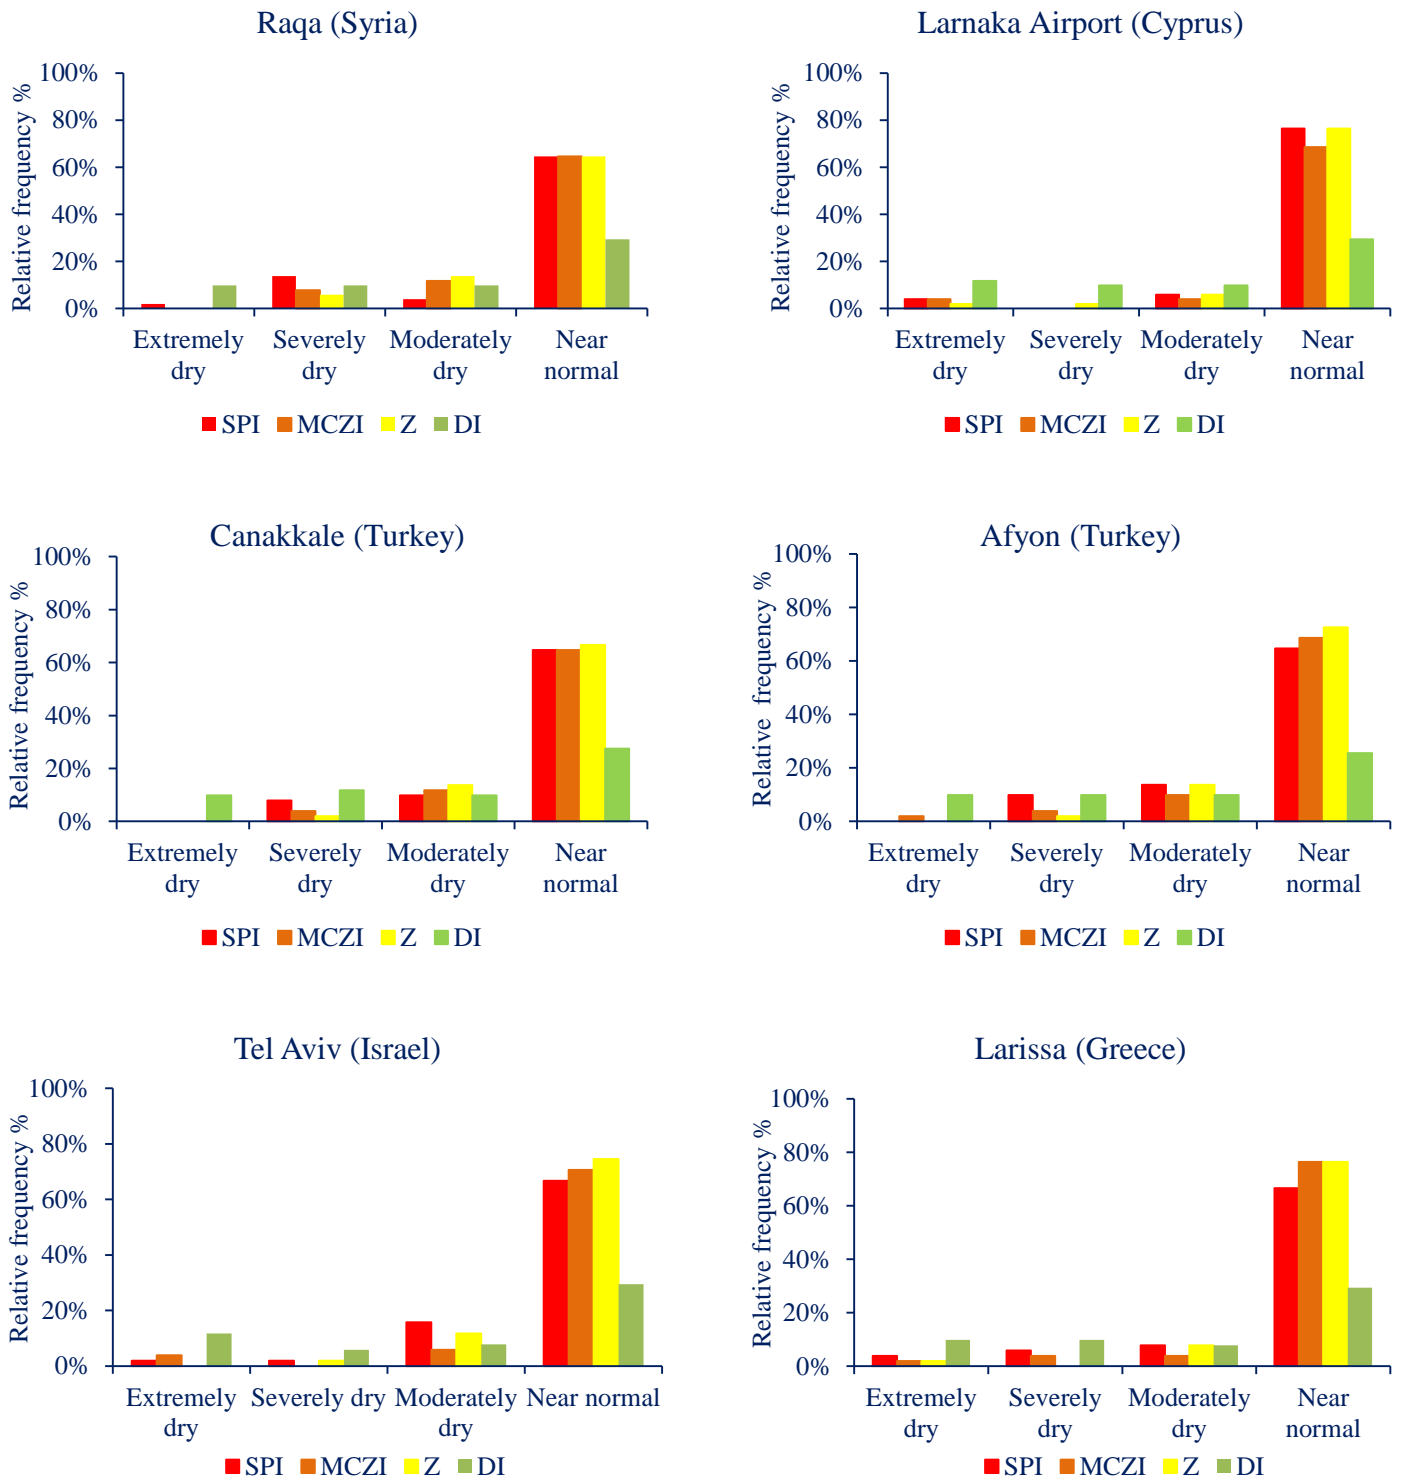 Raqa (Syria)
Relative frequency %
100%
80%
60%
40%
20%
0%
Extremely dry
Severely dry
Moderately dry
Near normal
SPI MCZI Z DI
Larnaka Airport (Cyprus)
Relative frequency %
100%
80%
60%
40%
20%
0%
Extremely dry
Severely dry
Moderately dry
Near normal
SPI MCZI Z DI
Canakkale (Turkey)
Relative frequency %
100%
80%
60%
40%
20%
0%
Extremely dry
Severely dry
Moderately dry
Near normal
SPI MCZI Z DI
Afyon (Turkey)
Relative frequency %
100%
80%
60%
40%
20%
0%
Extremely dry
Severely dry
Moderately dry
Near normal
SPI MCZI Z DI
Tel Aviv (Israel)
Relative frequency %
100%
80%
60%
40%
20%
0%
Extremely dry
Severely dry
Moderately dry
Near normal
SPI MCZI Z DI
Larissa (Greece)
Relative frequency %
100%
80%
60%
40%
20%
0%
Extremely dry
Severely dry
Moderately dry
Near normal
SPI MCZI Z DI